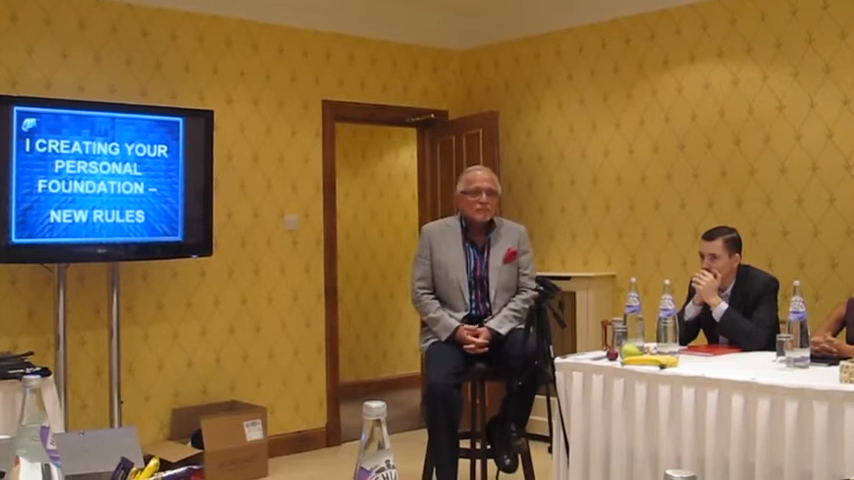 I CREATING YOUR
PERSONAL
FOUNDATION –
NEW RULES